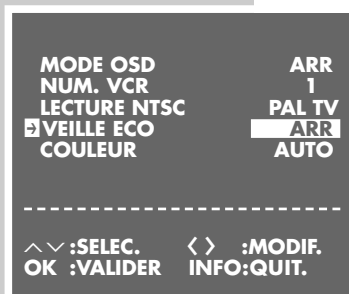 MODE OSD ARR
NUM. VCR 1
LECTURE NTSC PAL TV
VEILLE ECO ARR
COULEUR AUTO
:SELEC. :MODIF.
OK :VALIDER INFO:QUIT.